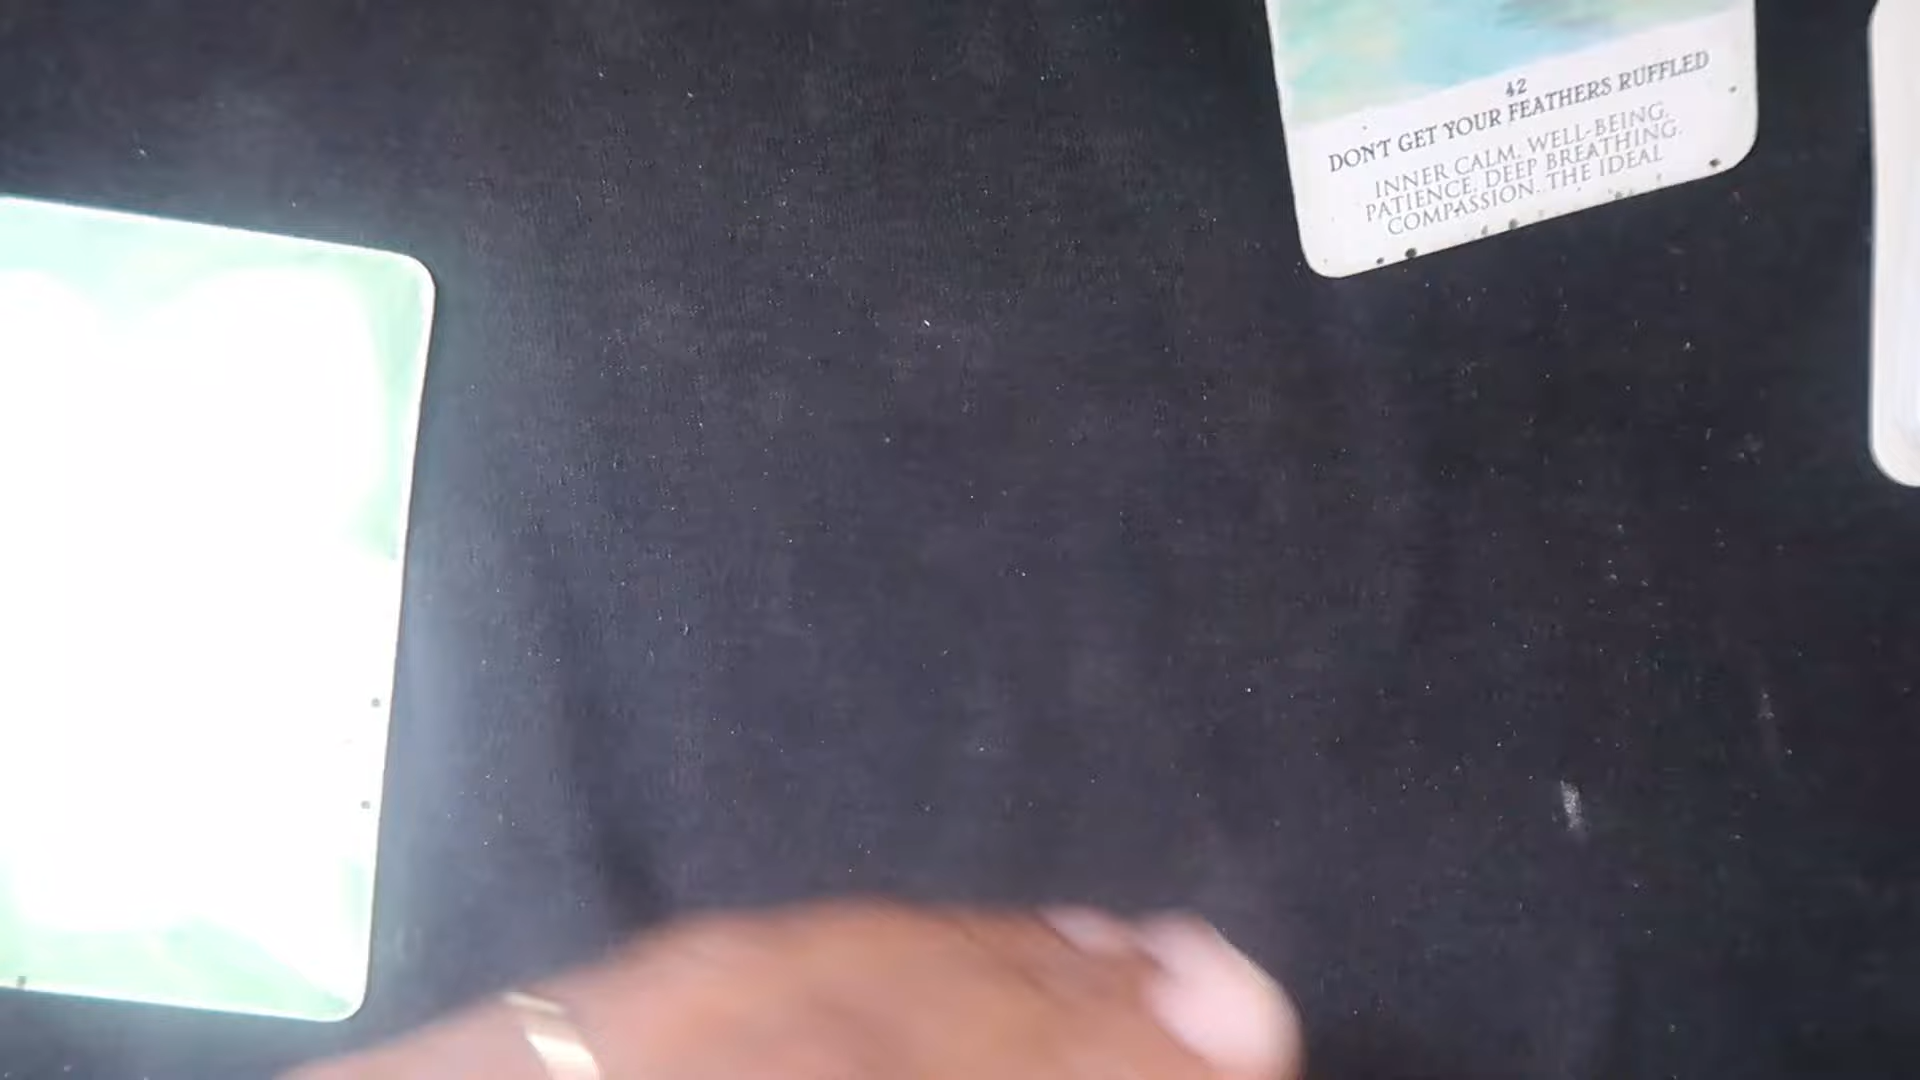 42
DON'T GET YOUR FEATHERS RUFFLED
INNER CALM. WELL-BEING.
PATIENCE. DEEP BREATHING.
COMPASSION. THE IDEAL